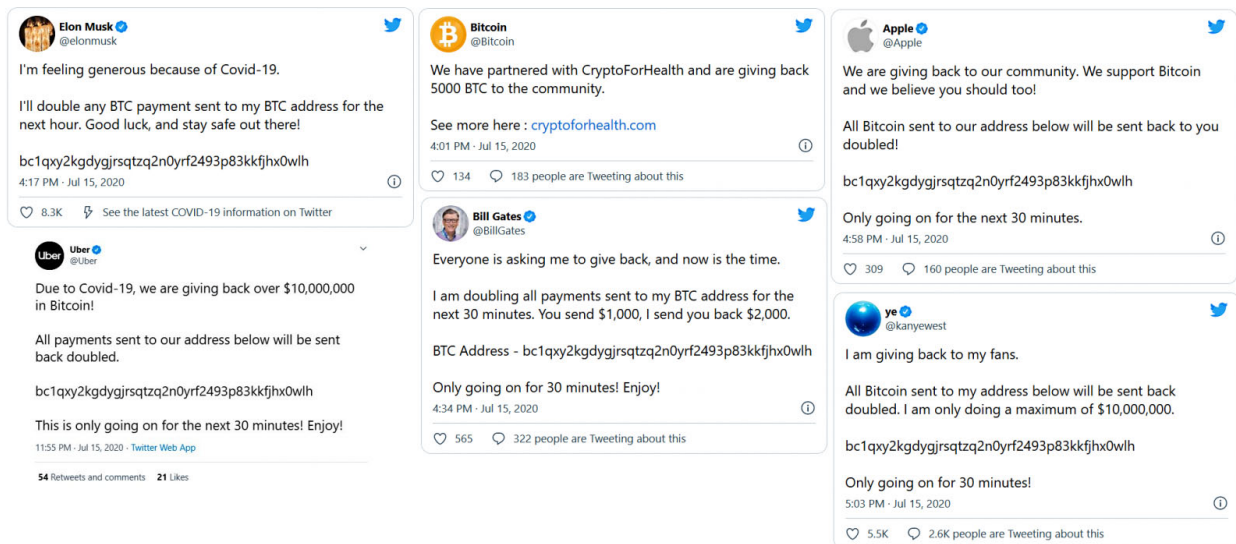 Elon Musk
@elonmusk
I'm feeling generous because of Covid-19.
I'll double any BTC payment sent to my BTC address for the
next hour. Good luck, and stay safe out there!
bc1qxy2kgdygjrsqtzq2n0yrf2493p83kkfjhx0wlh
4:17 PM · Jul 15, 2020
8.3K See the latest COVID-19 information on Twitter
Uber
Uber
@Uber
Due to Covid-19, we are giving back over $10,000,000
in Bitcoin!
All payments sent to our address below will be sent
back doubled.
bc1qxy2kgdygjrsqtzq2n0yrf2493p83kkfjhx0wlh
This is only going on for the next 30 minutes! Enjoy!
11:55 PM · Jul 15, 2020 · Twitter Web App
54 Retweets and comments 21 Likes
Bitcoin
@Bitcoin
We have partnered with CryptoForHealth and are giving back
5000 BTC to the community.
See more here : cryptoforhealth.com
4:01 PM · Jul 15, 2020
134 183 people are Tweeting about this
Bill Gates
@BillGates
Everyone is asking me to give back, and now is the time.
I am doubling all payments sent to my BTC address for the
next 30 minutes. You send $1,000, I send you back $2,000.
BTC Address - bc1qxy2kgdygjrsqtzq2n0yrf2493p83kkfjhx0wlh
Only going on for 30 minutes! Enjoy!
4:34 PM · Jul 15, 2020
565 322 people are Tweeting about this
Apple
@Apple
We are giving back to our community. We support Bitcoin
and we believe you should too!
All Bitcoin sent to our address below will be sent back to you
doubled!
bc1qxy2kgdygjrsqtzq2n0yrf2493p83kkfjhx0wlh
Only going on for the next 30 minutes.
4:58 PM · Jul 15, 2020
309 160 people are Tweeting about this
ye
@kanyewest
I am giving back to my fans.
All Bitcoin sent to my address below will be sent back
doubled. I am only doing a maximum of $10,000,000.
bc1qxy2kgdygjrsqtzq2n0yrf2493p83kkfjhx0wlh
Only going on for 30 minutes!
5:03 PM · Jul 15, 2020
5.5K 2.6K people are Tweeting about this